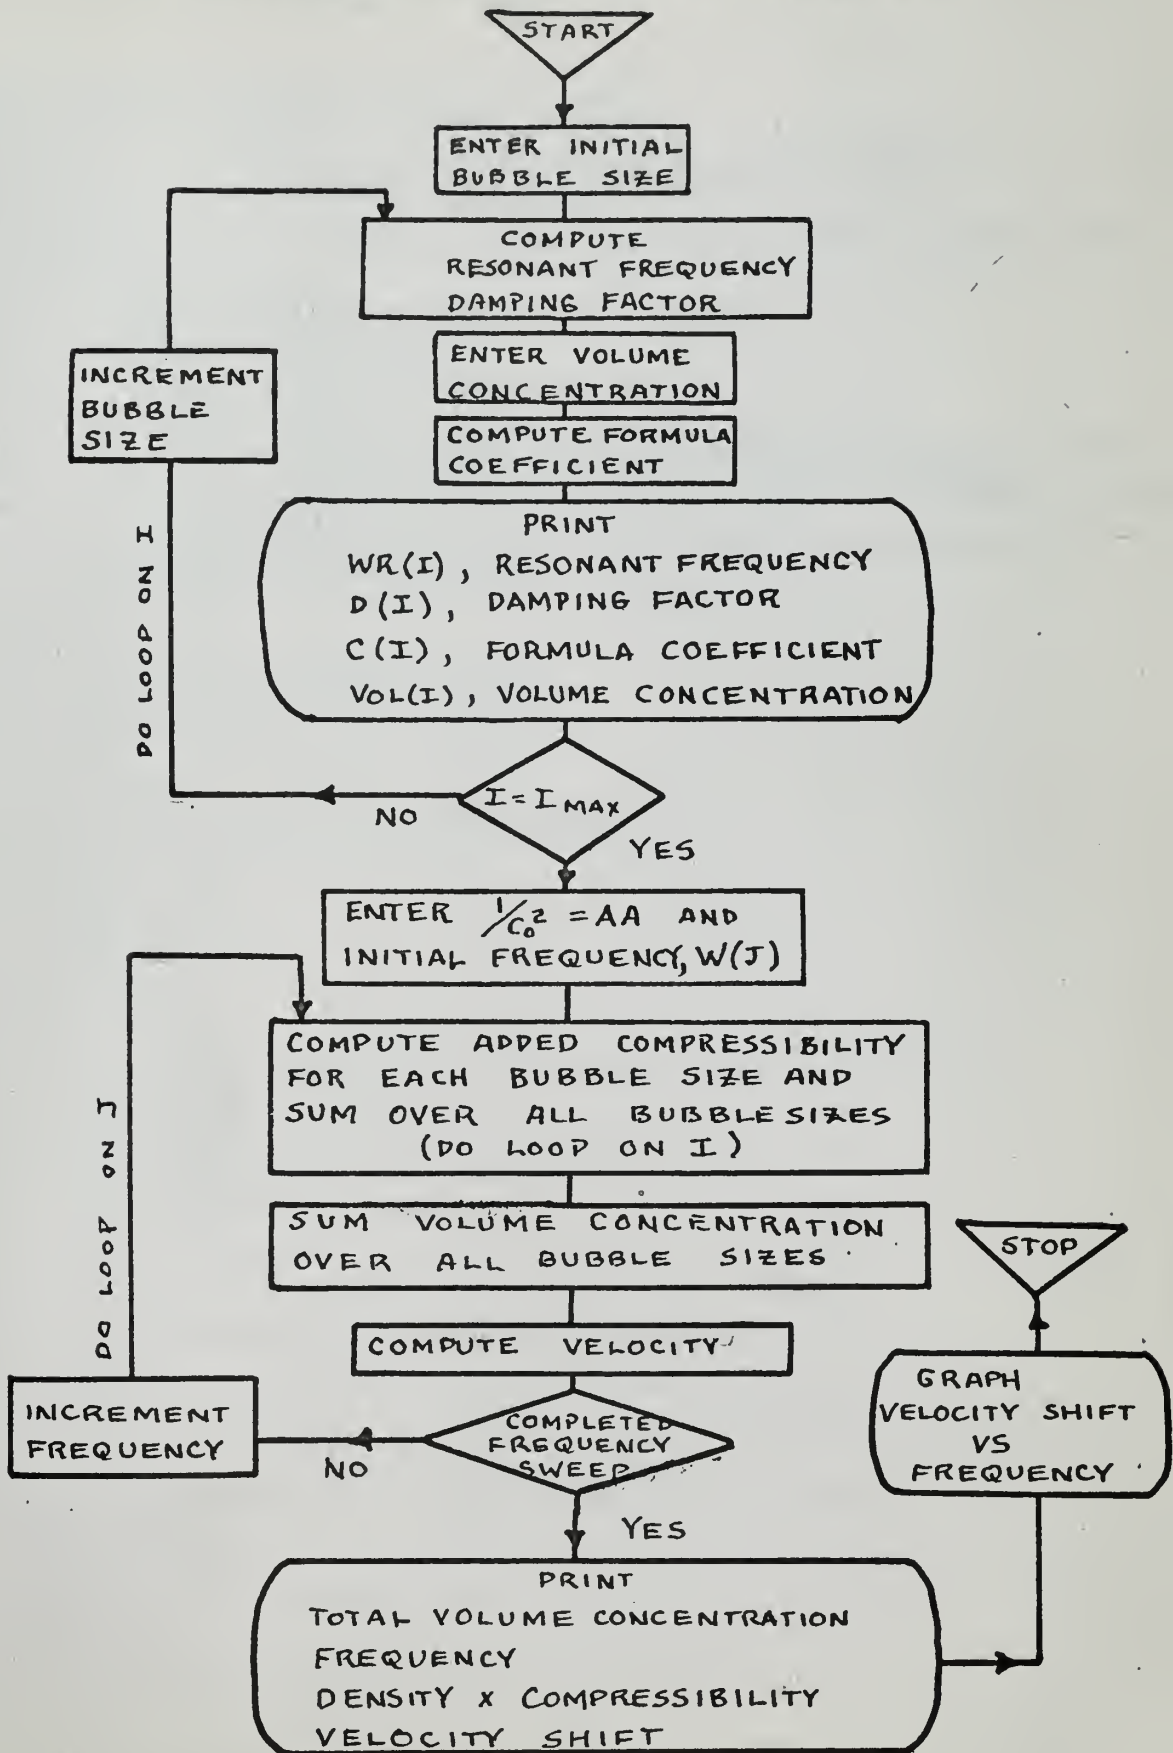 START
ENTER INITIAL
BUBBLE SIZE
COMPUTE
RESONANT FREQUENCY
DAMPING FACTOR
INCREMENT
BUBBLE
SIZE
ENTER VOLUME
CONCENTRATION
COMPUTE FORMULA
COEFFICIENT
DO LOOP ON I
PRINT
WR(I), RESONANT FREQUENCY
D(I), DAMPING FACTOR
C(I), FORMULA COEFFICIENT
VOL(I), VOLUME CONCENTRATION
I = I MAX
NO
YES
ENTER 1/C₀² = AA AND
INITIAL FREQUENCY, W(J)
COMPUTE ADDED COMPRESSIBILITY
FOR EACH BUBBLE SIZE AND
SUM OVER ALL BUBBLE SIZES
(DO LOOP ON I)
DO LOOP ON J
SUM VOLUME CONCENTRATION
OVER ALL BUBBLE SIZES
COMPUTE VELOCITY
INCREMENT
FREQUENCY
COMPLETED
FREQUENCY
SWEEP
NO
YES
PRINT
TOTAL VOLUME CONCENTRATION
FREQUENCY
DENSITY X COMPRESSIBILITY
VELOCITY SHIFT
GRAPH
VELOCITY SHIFT
VS
FREQUENCY
STOP